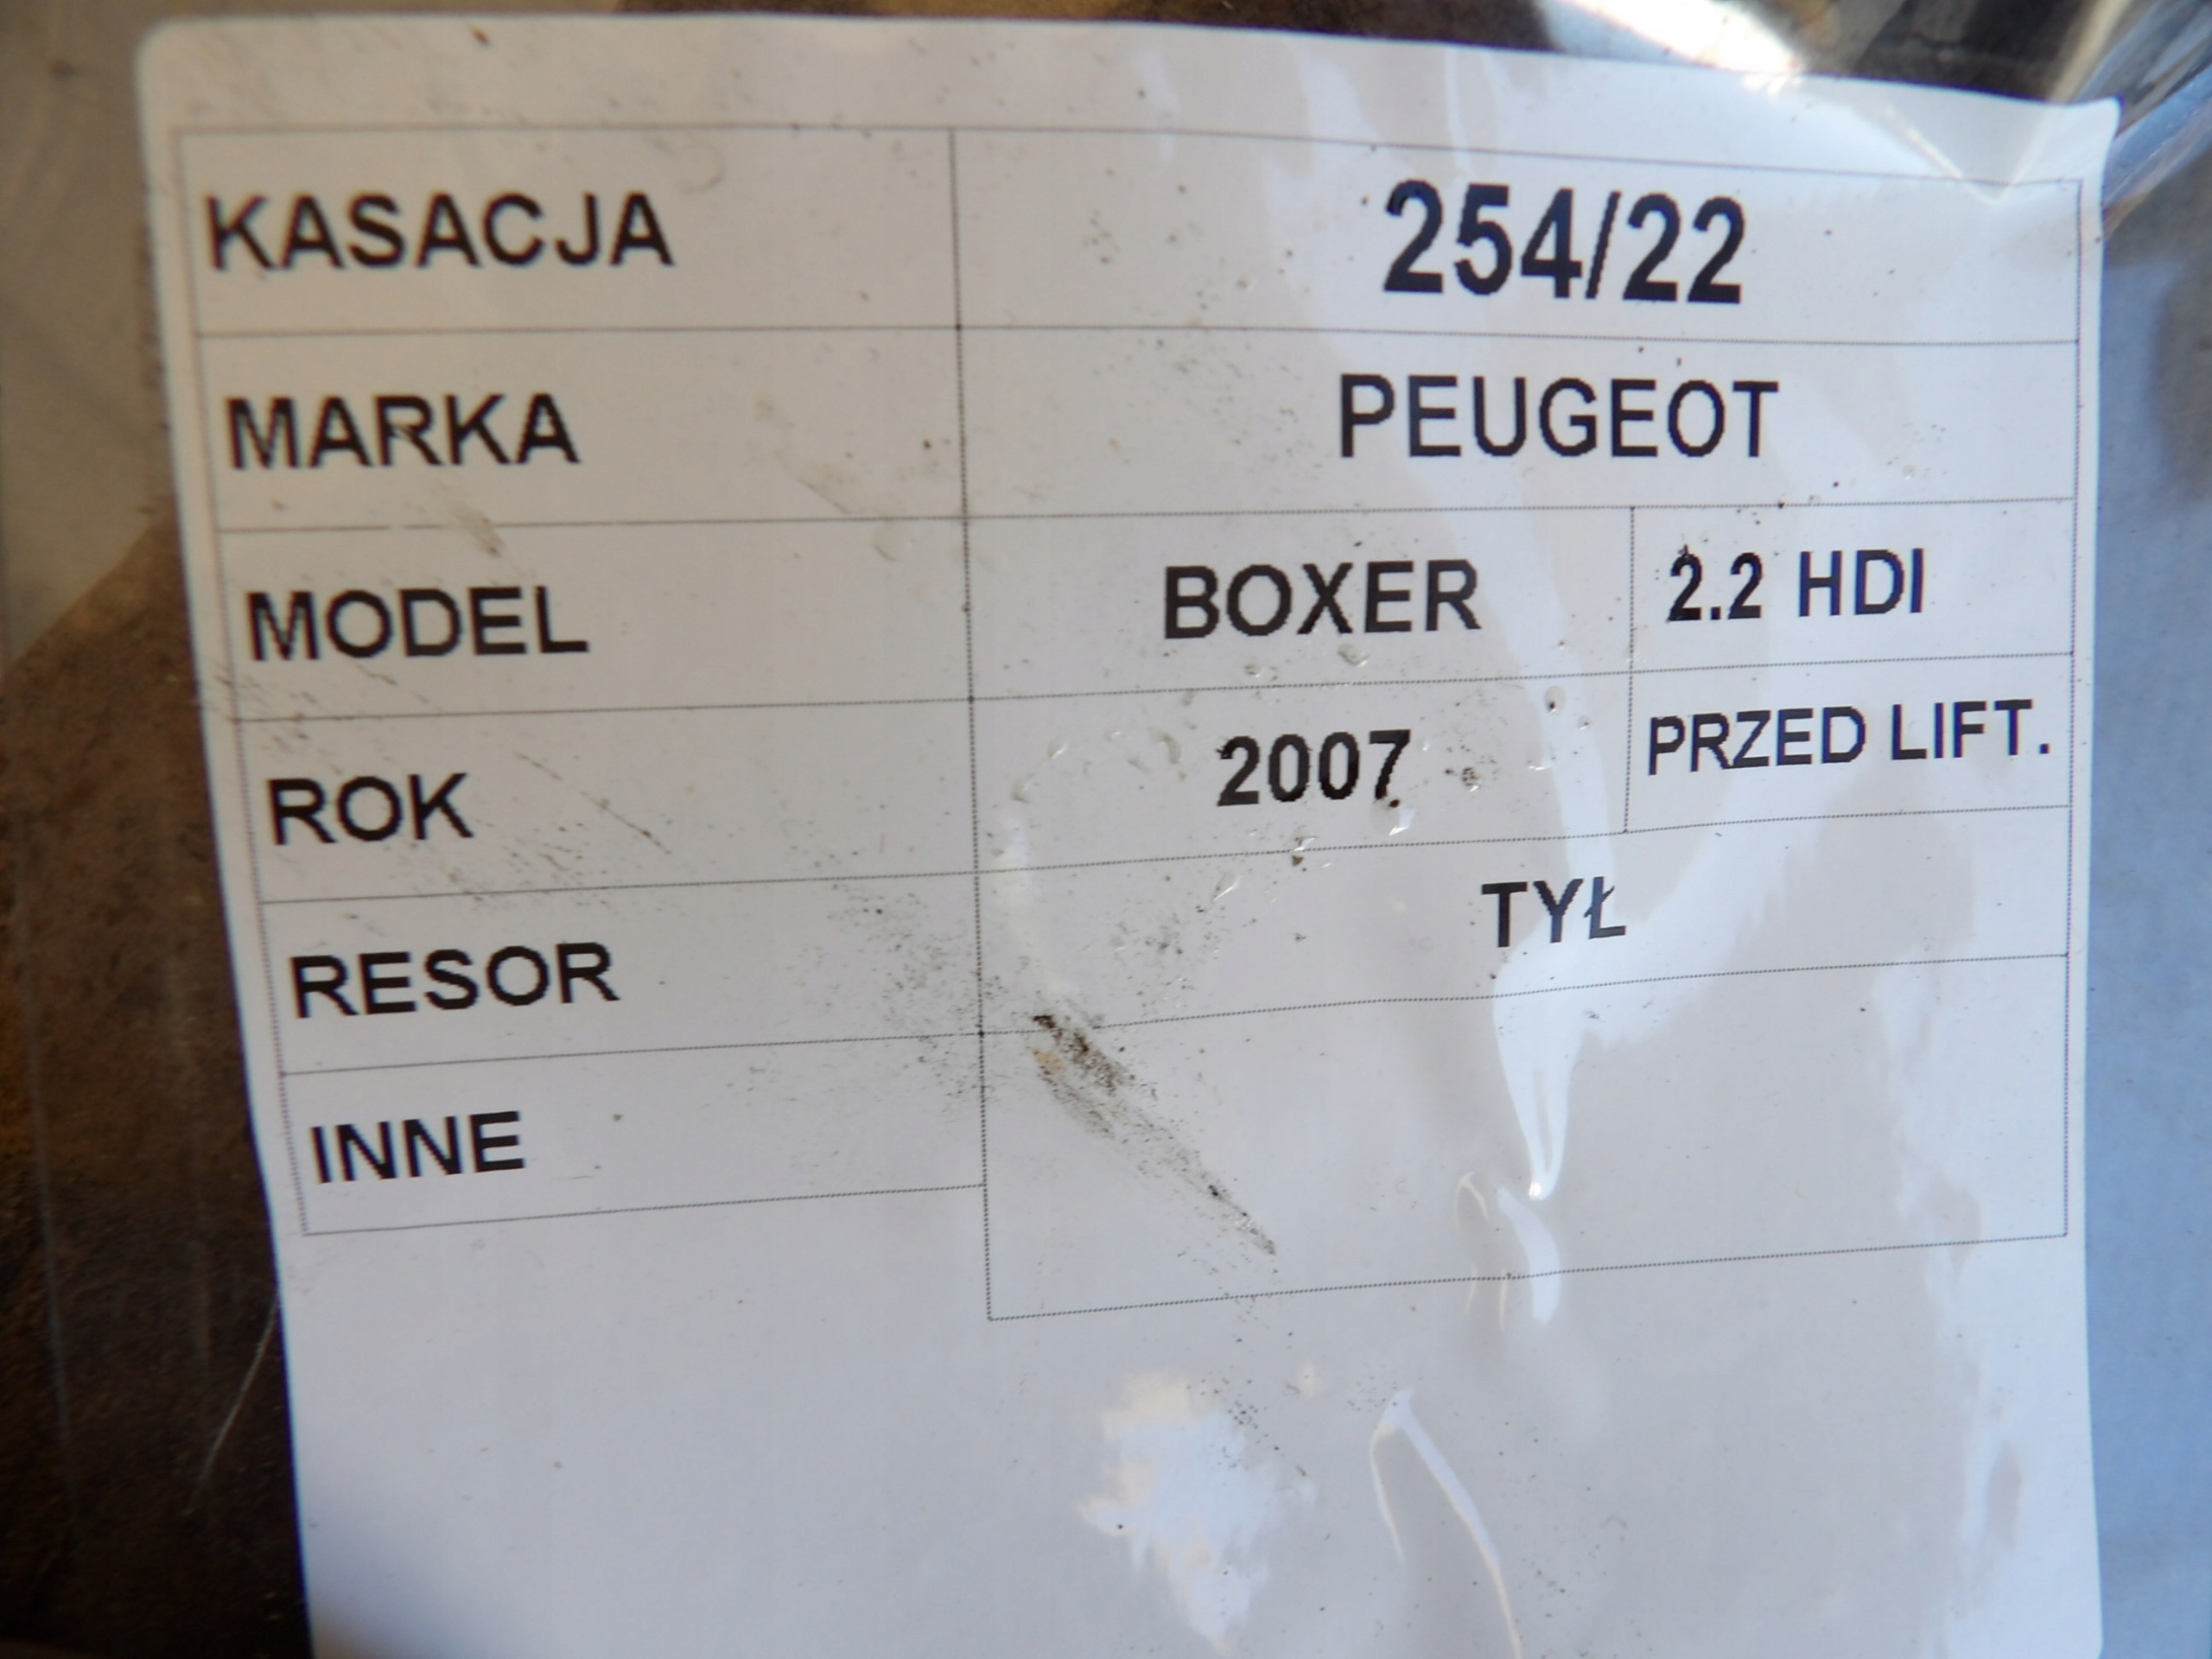 KASACJA 254/22
MARKA PEUGEOT
MODEL BOXER 2.2 HDI
ROK 2007 PRZED LIFT.
RESOR TYŁ
INNE